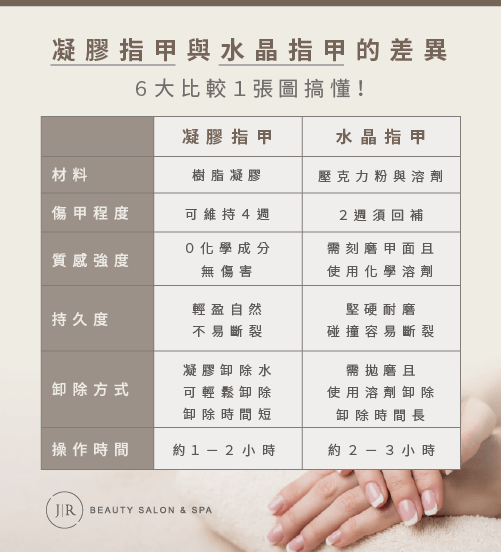 凝膠指甲與水晶指甲的差異
6大比較1張圖搞懂!
凝膠指甲 水晶指甲
材料 樹脂凝膠 壓克力粉與溶劑
傷甲程度 可維持4週 2週須回補
質感強度 0化學成分 需刻磨甲面且
無傷害 使用化學溶劑
持久度 輕盈自然 堅硬耐磨
不易斷裂 碰撞容易斷裂
卸除方式 凝膠卸除水 需拋磨且
可輕鬆卸除 使用溶劑卸除
卸除時間短 卸除時間長
操作時間 約1－2小時 約2－3小時
J|R BEAUTY SALON & SPA